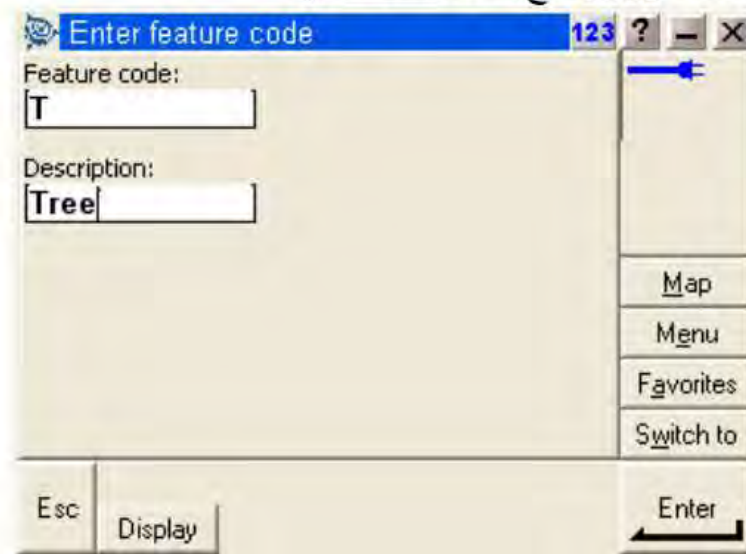 Enter feature code 123 ?
Feature code:
T
Description:
Tree
Map
Menu
Favorites
Switch to
Esc
Display
Enter